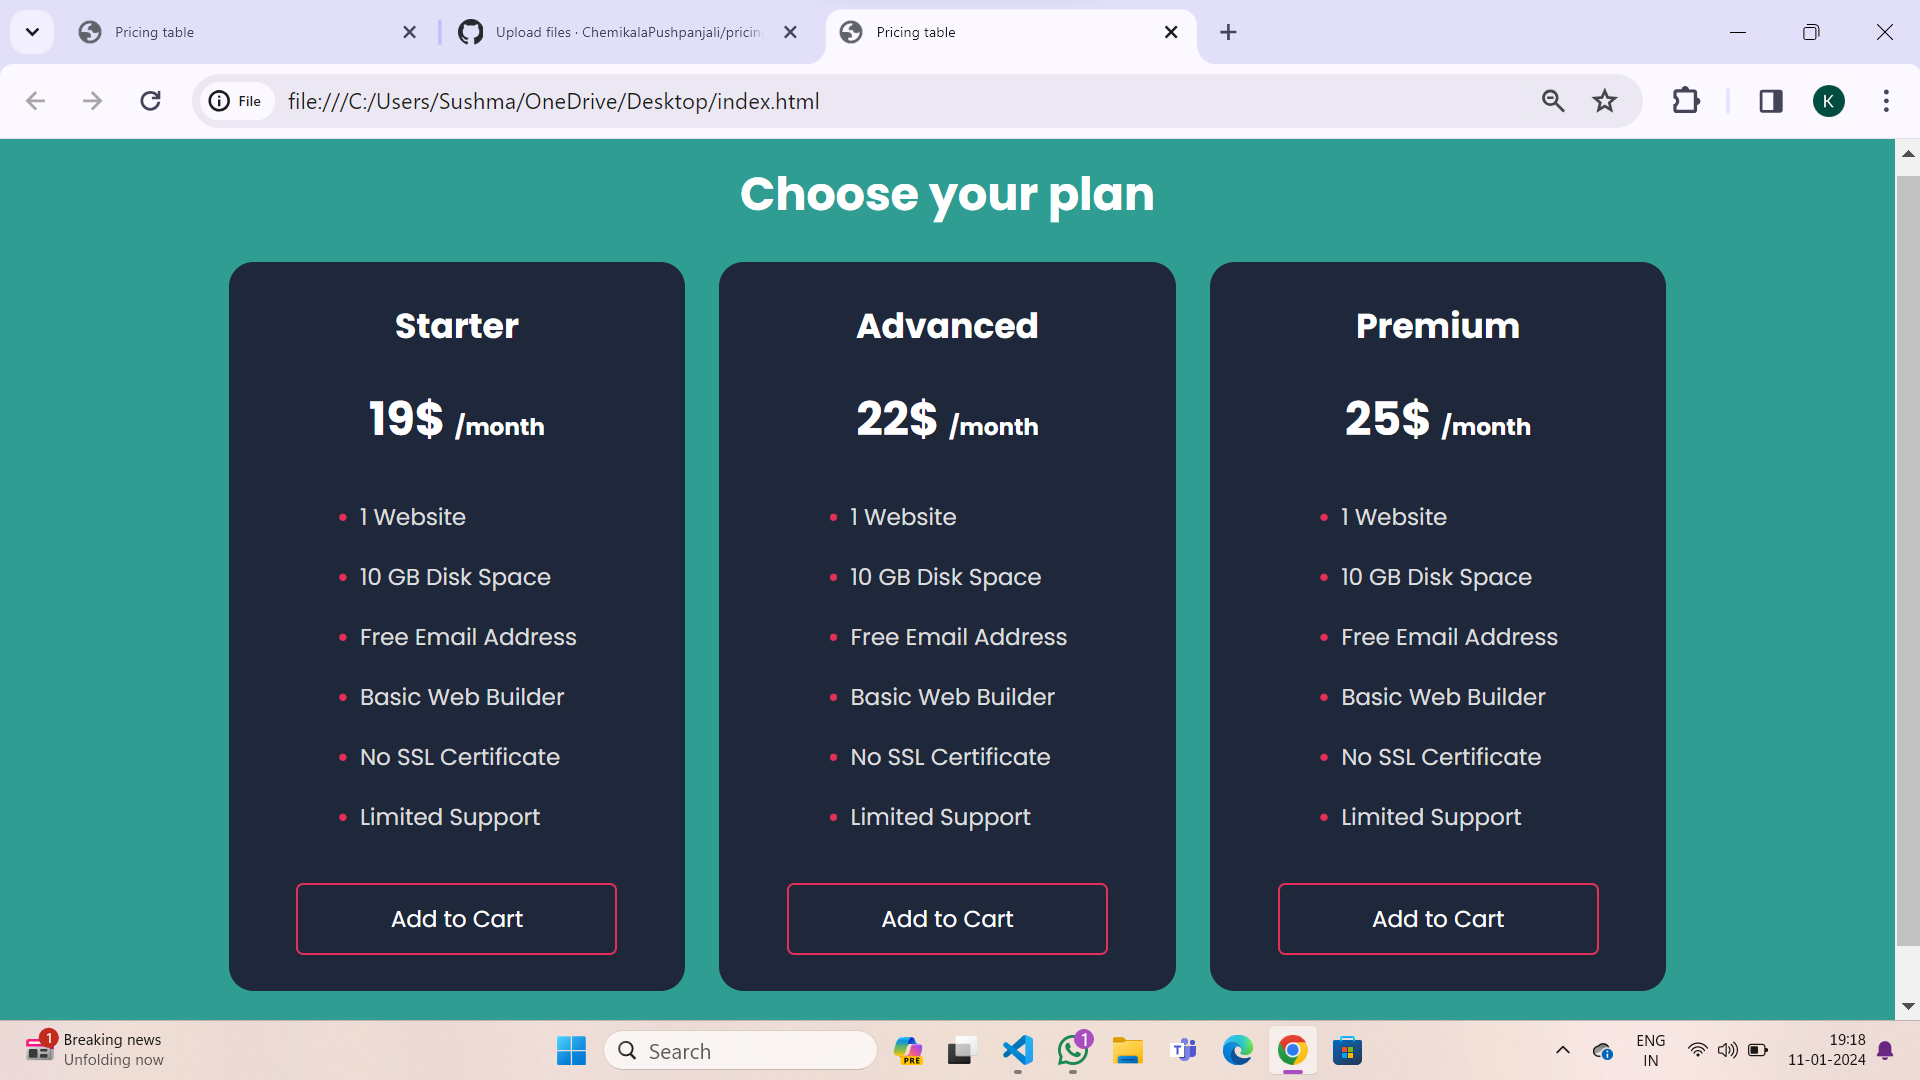 Pricing table
Upload files · ChemikalaPushpanjali/pricin
Pricing table
File
file:///C:/Users/Sushma/OneDrive/Desktop/index.html
K
Choose your plan
Starter
19$ /month
• 1 Website
• 10 GB Disk Space
• Free Email Address
• Basic Web Builder
• No SSL Certificate
• Limited Support
Add to Cart
Advanced
22$ /month
• 1 Website
• 10 GB Disk Space
• Free Email Address
• Basic Web Builder
• No SSL Certificate
• Limited Support
Add to Cart
Premium
25$ /month
• 1 Website
• 10 GB Disk Space
• Free Email Address
• Basic Web Builder
• No SSL Certificate
• Limited Support
Add to Cart
1
Breaking news
Unfolding now
Search
PRE
1
ENG
IN
19:18
11-01-2024